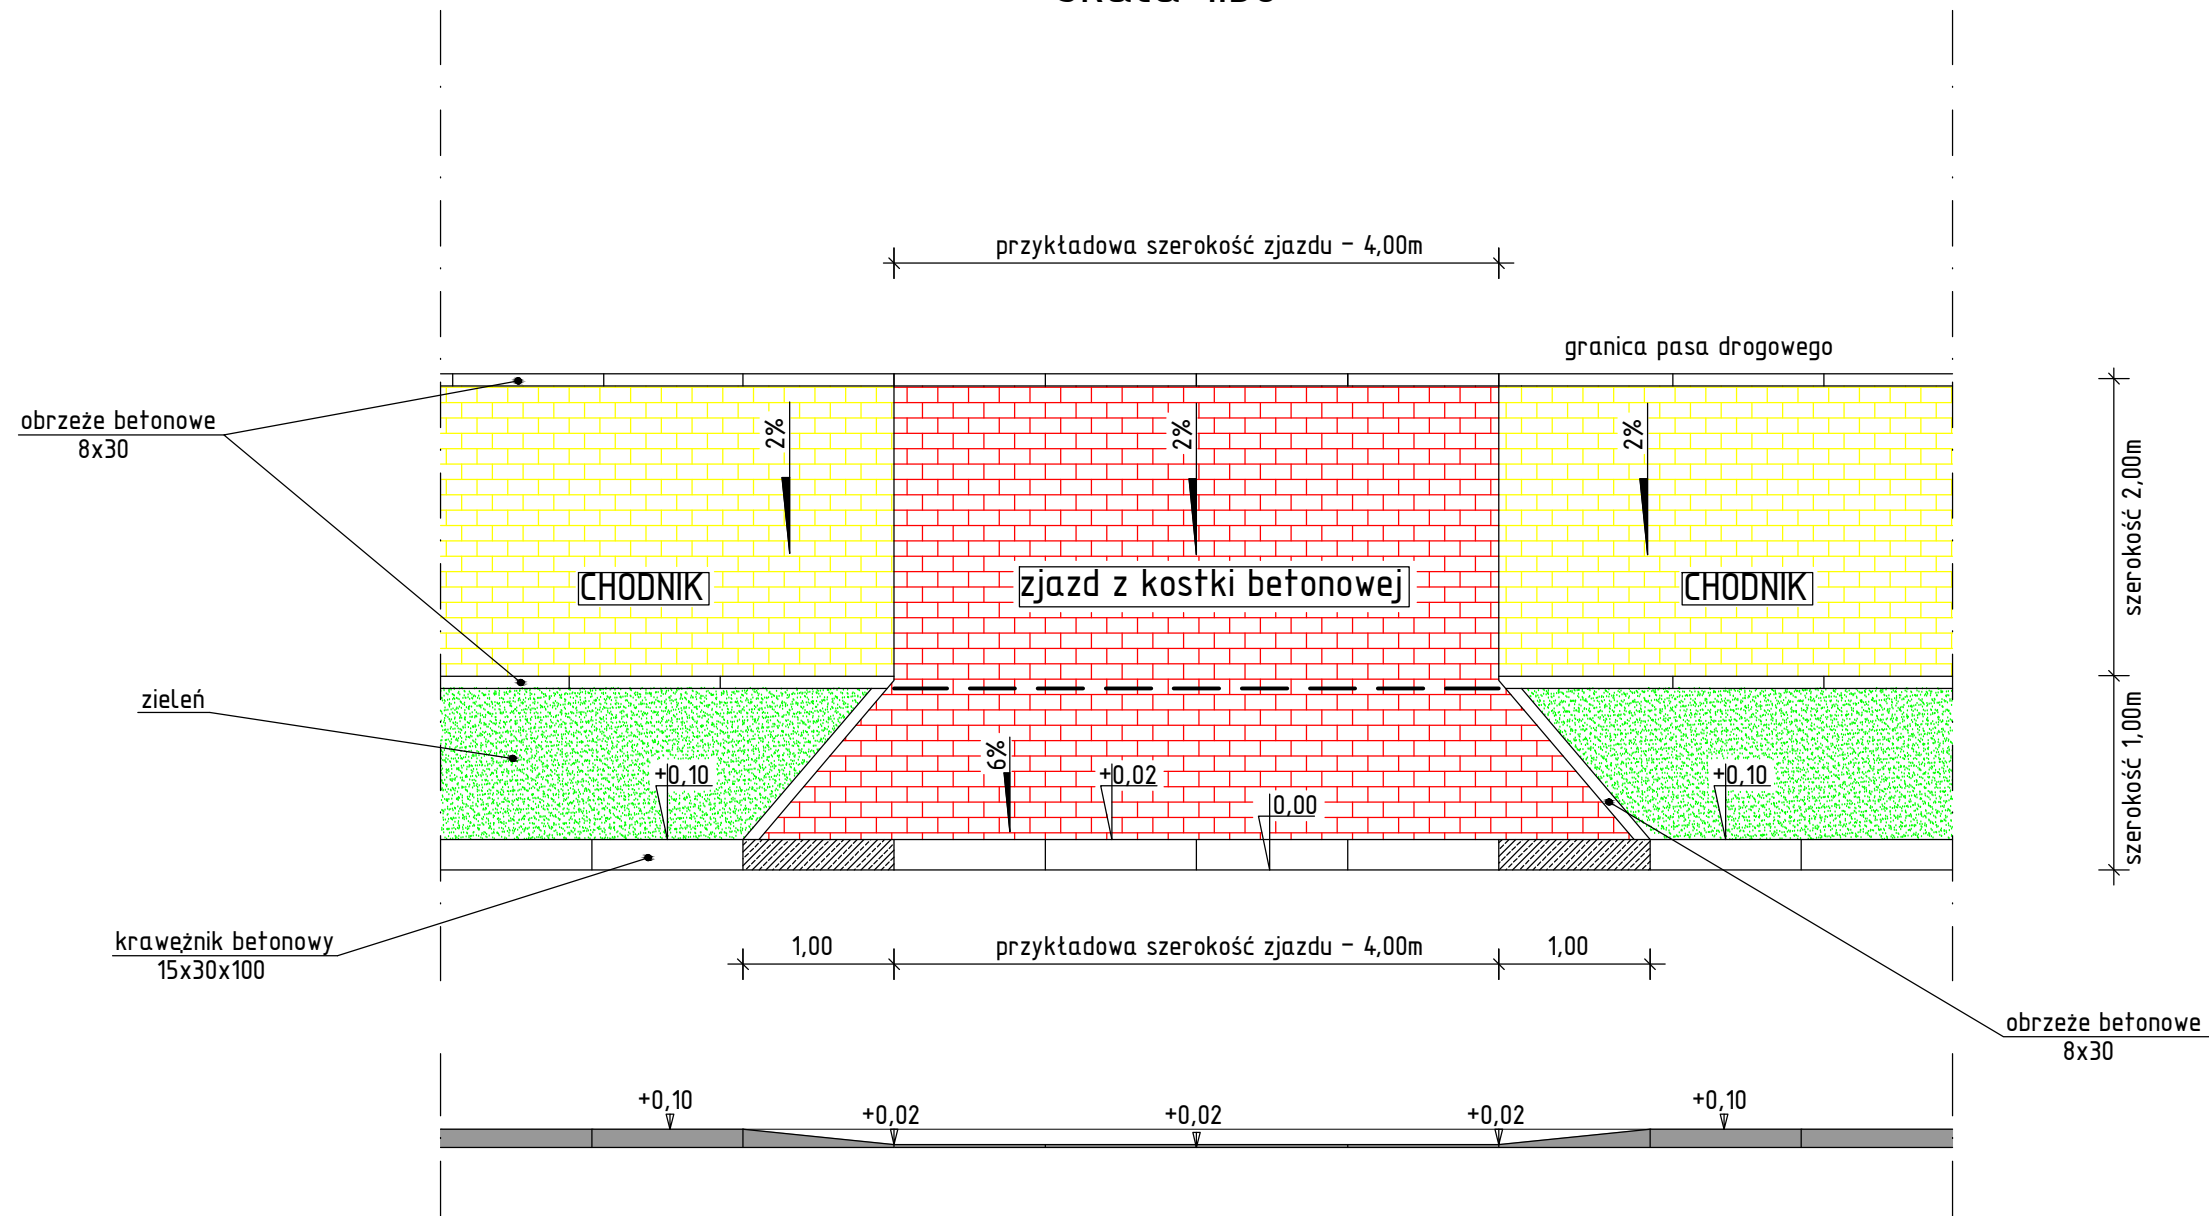 przykładowa szerokość zjazdu - 4,00m
granica pasa drogowego
obrzeże betonowe
8x30
2%
2%
2%
szerokość 2,00m
CHODNIK
zjazd z kostki betonowej
CHODNIK
zieleń
6%
+0,10
+0,02
0,00
+0,10
szerokość 1,00m
krawężnik betonowy
15x30x100
1,00
przykładowa szerokość zjazdu - 4,00m
1,00
obrzeże betonowe
8x30
+0,10
+0,02
+0,02
+0,02
+0,10